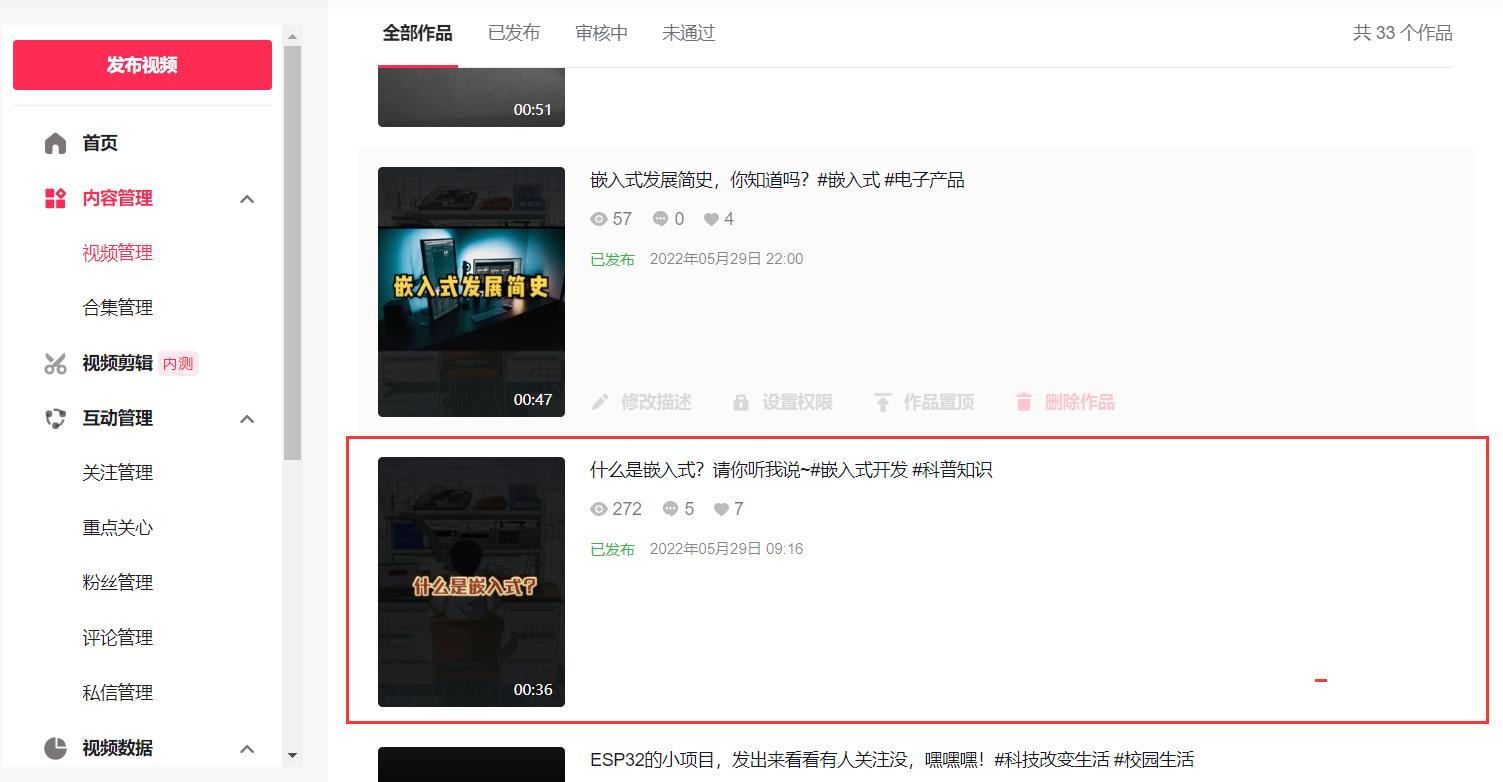 发布视频
首页
内容管理
视频管理
合集管理
视频剪辑 内测
互动管理
关注管理
重点关心
粉丝管理
评论管理
私信管理
视频数据
全部作品 已发布 审核中 未通过 共 33 个作品
00:51
嵌入式发展简史
00:47
嵌入式发展简史，你知道吗？#嵌入式 #电子产品
57 0 4
已发布 2022年05月29日 22:00
修改描述 设置权限 作品置顶 删除作品
什么是嵌入式？
00:36
什么是嵌入式？请你听我说~#嵌入式开发 #科普知识
272 5 7
已发布 2022年05月29日 09:16
ESP32的小项目，发出来看看有人关注没，嘿嘿嘿！#科技改变生活 #校园生活